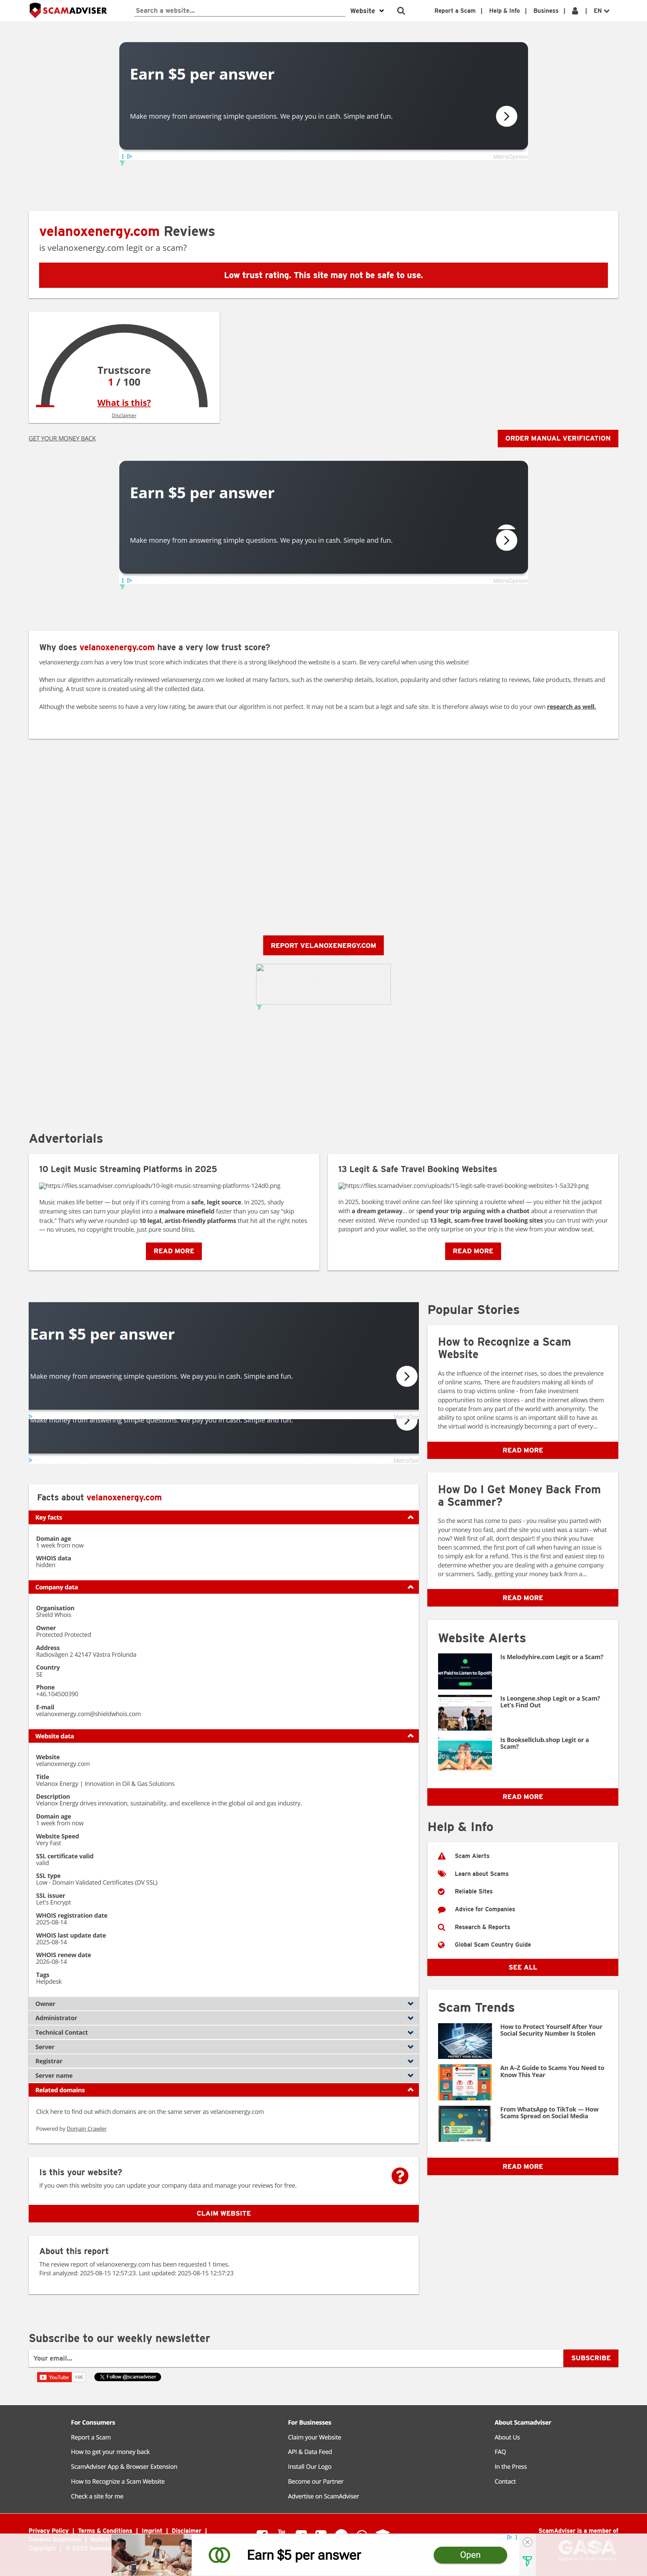 SCAMADVISER
Search a website...
Website
Report a Scam | Help & Info | Business | | EN
Earn $5 per answer
Make money from answering simple questions. We pay you in cash. Simple and fun.
MetroOpinion
velanoxenergy.com Reviews
is velanoxenergy.com legit or a scam?
Low trust rating. This site may not be safe to use.
Trustscore
1 / 100
What is this?
Disclaimer
GET YOUR MONEY BACK
ORDER MANUAL VERIFICATION
Earn $5 per answer
Make money from answering simple questions. We pay you in cash. Simple and fun.
MetroOpinion
Why does velanoxenergy.com have a very low trust score?
velanoxenergy.com has a very low trust score which indicates that there is a strong likelyhood the website is a scam. Be very careful when using this website!
When our algorithm automatically reviewed velanoxenergy.com we looked at many factors, such as the ownership details, location, popularity and other factors relating to reviews, fake products, threats and
phishing. A trust score is created using all the collected data.
Although the website seems to have a very low rating, be aware that our algorithm is not perfect. It may not be a scam but a legit and safe site. It is therefore always wise to do your own research as well.
REPORT VELANOXENERGY.COM
Advertorials
10 Legit Music Streaming Platforms in 2025
https://files.scamadviser.com/uploads/10-legit-music-streaming-platforms-124d0.png
Music makes life better — but only if it's coming from a safe, legit source. In 2025, shady
streaming sites can turn your playlist into a malware minefield faster than you can say "skip
track." That's why we've rounded up 10 legal, artist-friendly platforms that hit all the right notes
— no viruses, no copyright trouble, just pure sound bliss.
READ MORE
13 Legit & Safe Travel Booking Websites
https://files.scamadviser.com/uploads/15-legit-safe-travel-booking-websites-1-5a329.png
In 2025, booking travel online can feel like spinning a roulette wheel — you either hit the jackpot
with a dream getaway... or spend your trip arguing with a chatbot about a reservation that
never existed. We've rounded up 13 legit, scam-free travel booking sites you can trust with your
passport and your wallet, so the only surprise on your trip is the view from your window seat.
READ MORE
Earn $5 per answer
Make money from answering simple questions. We pay you in cash. Simple and fun.
Make money from answering simple questions. We pay you in cash. Simple and fun.
Facts about velanoxenergy.com
Key facts
Domain age
1 week from now
WHOIS data
hidden
Company data
Organisation
Shield Whois
Owner
Protected Protected
Address
Radiovägen 2 42147 Västra Frölunda
Country
SE
Phone
+46.104500390
E-mail
velanoxenergy.com@shieldwhois.com
Website data
Website
velanoxenergy.com
Title
Velanox Energy | Innovation in Oil & Gas Solutions
Description
Velanox Energy drives innovation, sustainability, and excellence in the global oil and gas industry.
Domain age
1 week from now
Website Speed
Very Fast
SSL certificate valid
valid
SSL type
Low - Domain Validated Certificates (DV SSL)
SSL issuer
Let's Encrypt
WHOIS registration date
2025-08-14
WHOIS last update date
2025-08-14
WHOIS renew date
2026-08-14
Tags
Helpdesk
Owner
Administrator
Technical Contact
Server
Registrar
Server name
Related domains
Click here to find out which domains are on the same server as velanoxenergy.com
Powered by Domain Crawler
Is this your website?
If you own this website you can update your company data and manage your reviews for free.
CLAIM WEBSITE
About this report
The review report of velanoxenergy.com has been requested 1 times.
First analyzed: 2025-08-15 12:57:23. Last updated: 2025-08-15 12:57:23
Popular Stories
How to Recognize a Scam
Website
As the influence of the internet rises, so does the prevalence
of online scams. There are fraudsters making all kinds of
claims to trap victims online - from fake investment
opportunities to online stores - and the internet allows them
to operate from any part of the world with anonymity. The
ability to spot online scams is an important skill to have as
the virtual world is increasingly becoming a part of every...
READ MORE
How Do I Get Money Back From
a Scammer?
So the worst has come to pass - you realise you parted with
your money too fast, and the site you used was a scam - what
now? Well first of all, don't despair!! If you think you have
been scammed, the first port of call when having an issue is
to simply ask for a refund. This is the first and easiest step to
determine whether you are dealing with a genuine company
or scammers. Sadly, getting your money back from a...
READ MORE
Website Alerts
Is Melodyhire.com Legit or a Scam?
Is Leongene.shop Legit or a Scam?
Let's Find Out
Is Booksellclub.shop Legit or a
Scam?
READ MORE
Help & Info
Scam Alerts
Learn about Scams
Reliable Sites
Advice for Companies
Research & Reports
Global Scam Country Guide
SEE ALL
Scam Trends
How to Protect Yourself After Your
Social Security Number Is Stolen
An A–Z Guide to Scams You Need to
Know This Year
From WhatsApp to TikTok — How
Scams Spread on Social Media
READ MORE
Subscribe to our weekly newsletter
Your email...
SUBSCRIBE
YouTube
Follow @scamadviser
For Consumers
Report a Scam
How to get your money back
ScamAdviser App & Browser Extension
How to Recognize a Scam Website
Check a site for me
For Businesses
Claim your Website
API & Data Feed
Install Our Logo
Become our Partner
Advertise on ScamAdviser
About Scamadviser
About Us
FAQ
In the Press
Contact
Privacy Policy | Terms & Conditions | Imprint | Disclaimer |
ScamAdviser is a member of
GASA
Earn $5 per answer
Open